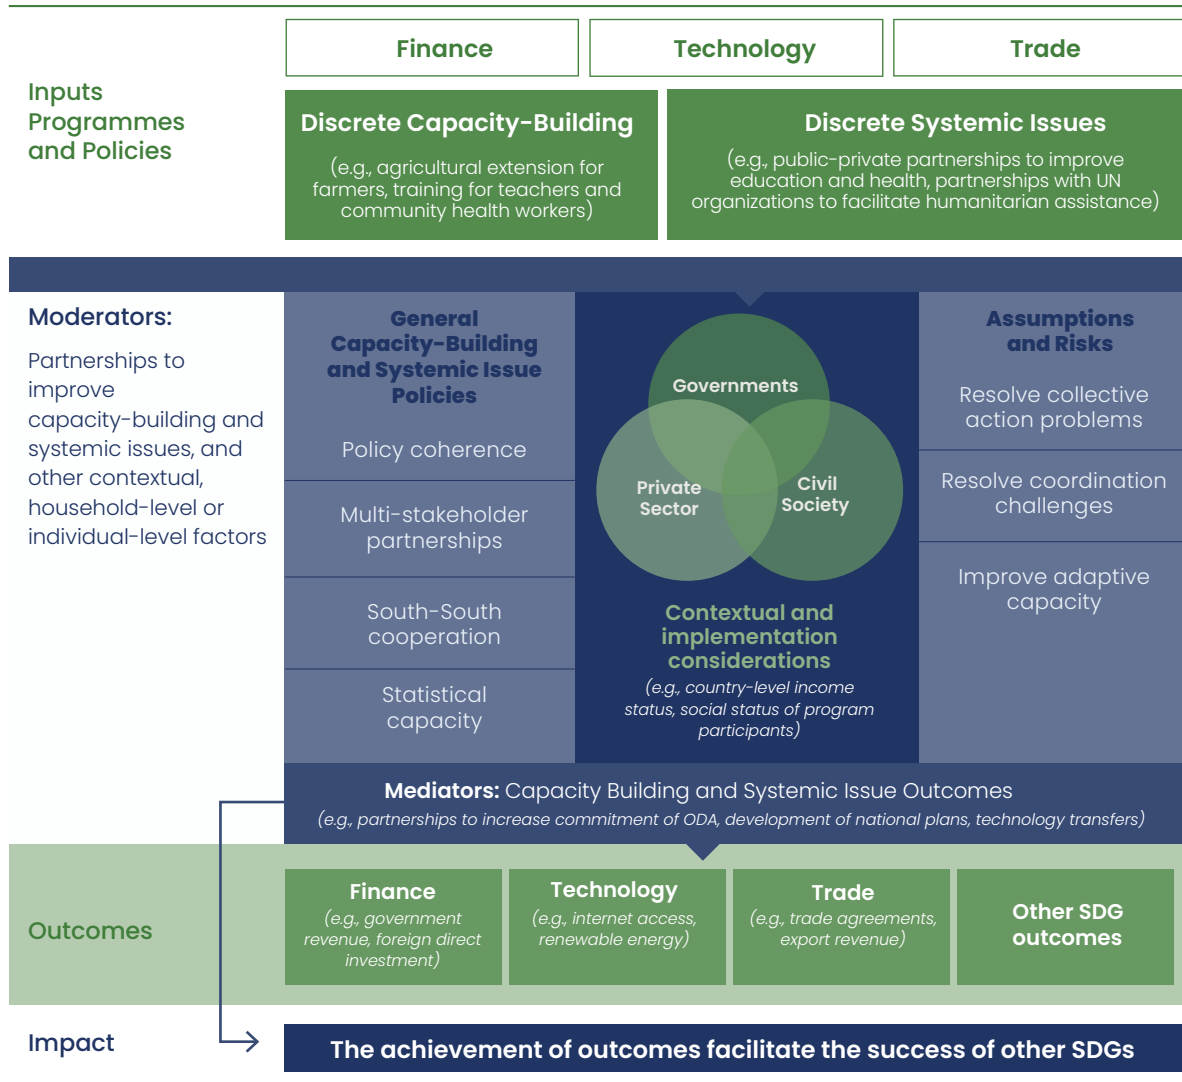 Finance
Technology
Trade
Inputs
Programmes
and Policies
Discrete Capacity-Building
(e.g., agricultural extension for
farmers, training for teachers and
community health workers)
Discrete Systemic Issues
(e.g., public-private partnerships to improve
education and health, partnerships with UN
organizations to facilitate humanitarian assistance)
Moderators:
Partnerships to
improve
capacity-building and
systemic issues, and
other contextual,
household-level or
individual-level factors
General
Capacity-Building
and Systemic Issue
Policies
Policy coherence
Multi-stakeholder
partnerships
South-South
cooperation
Statistical
capacity
Governments
Private
Sector
Civil
Society
Contextual and
implementation
considerations
(e.g., country-level income
status, social status of program
participants)
Assumptions
and Risks
Resolve collective
action problems
Resolve coordination
challenges
Improve adaptive
capacity
Mediators: Capacity Building and Systemic Issue Outcomes
(e.g., partnerships to increase commitment of ODA, development of national plans, technology transfers)
Outcomes
Finance
(e.g., government
revenue, foreign direct
investment)
Technology
(e.g., internet access,
renewable energy)
Trade
(e.g., trade agreements,
export revenue)
Other SDG
outcomes
Impact
The achievement of outcomes facilitate the success of other SDGs